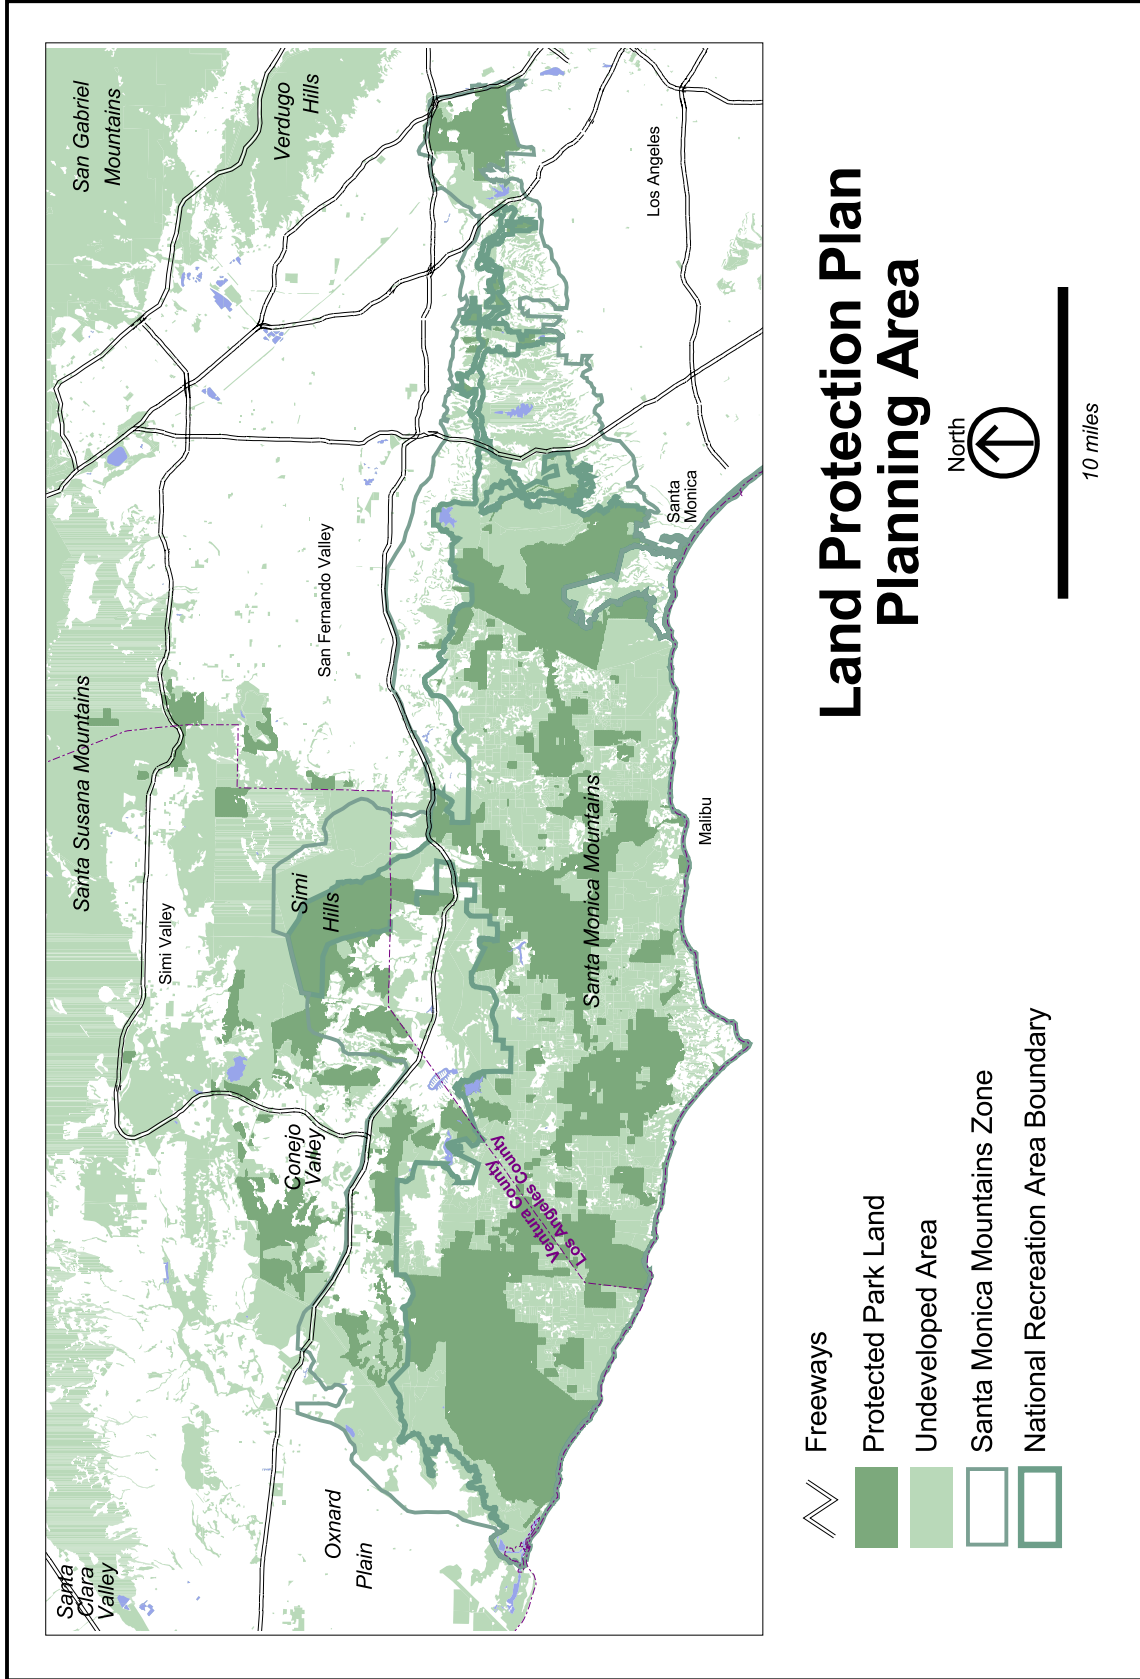 San Gabriel
Mountains
Verdugo
Hills
Santa Susana Mountains
Santa
Clara
Valley
Simi Valley
San Fernando Valley
Los Angeles
Simi
Hills
Conejo
Valley
Oxnard
Plain
Santa
Monica
Santa Monica Mountains
Malibu
Ventura County
Los Angeles County
Land Protection Plan
Planning Area
North
10 miles
Freeways
Protected Park Land
Undeveloped Area
Santa Monica Mountains Zone
National Recreation Area Boundary